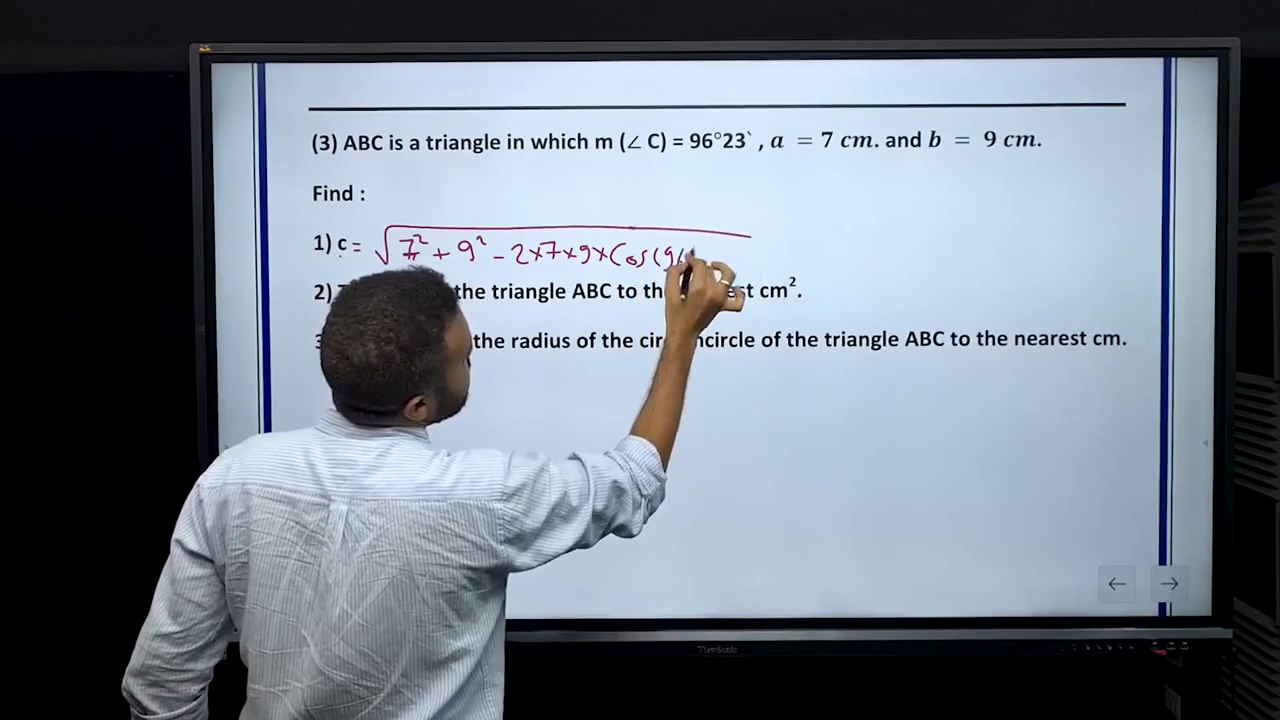 (3) ABC is a triangle in which m (∠ C) = 96°23` , a = 7 cm. and b = 9 cm.
Find :
1) c = √7² + 9² - 2×7×9×Cos(9
2) the triangle ABC to th st cm².
the radius of the cir ncircle of the triangle ABC to the nearest cm.
ViewSonic